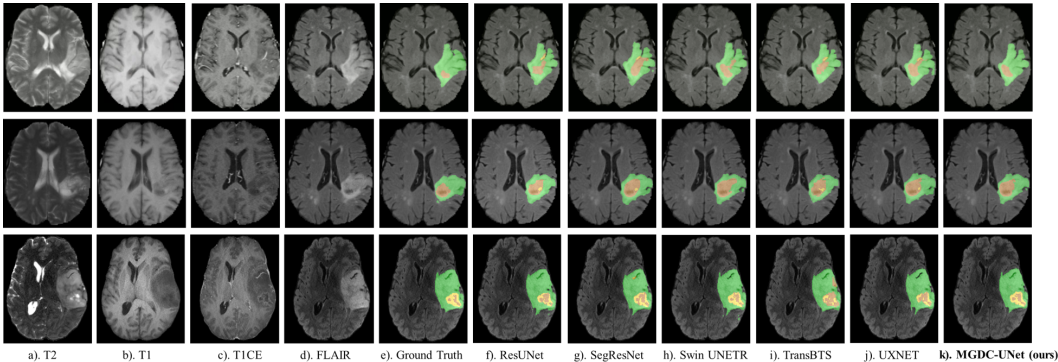 a). T2 b). T1 c). T1CE d). FLAIR e). Ground Truth f). ResUNet g). SegResNet h). Swin UNETR i). TransBTS j). UXNET k). MGDC-UNet (ours)